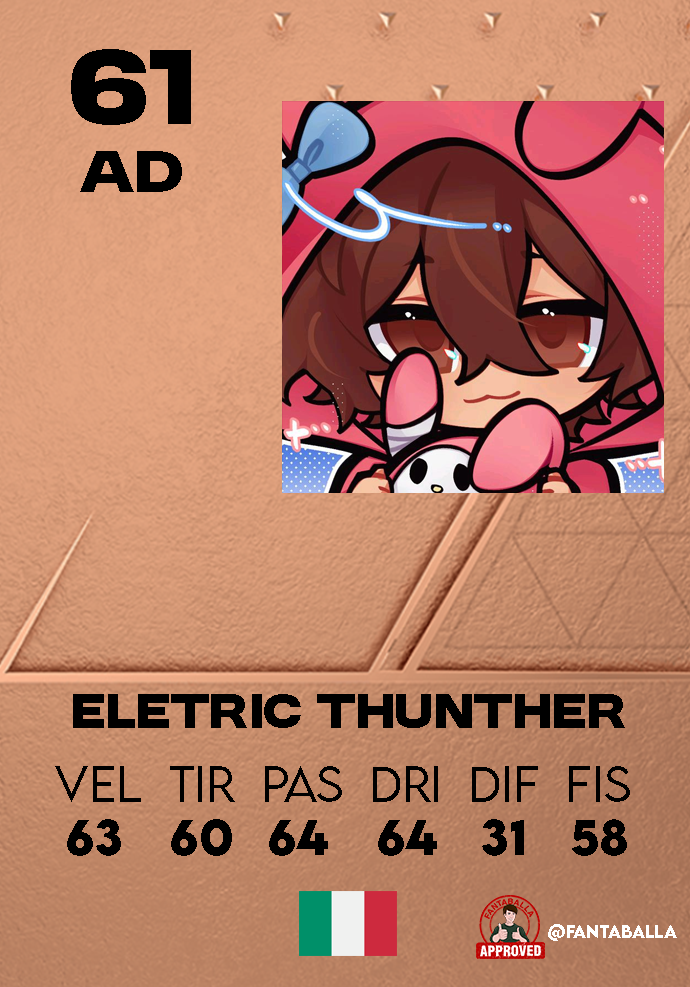 61
AD
ELETRIC THUNTHER
VEL TIR PAS DRI DIF FIS
63 60 64 64 31 58
FANTABALLA
APPROVED
@FANTABALLA